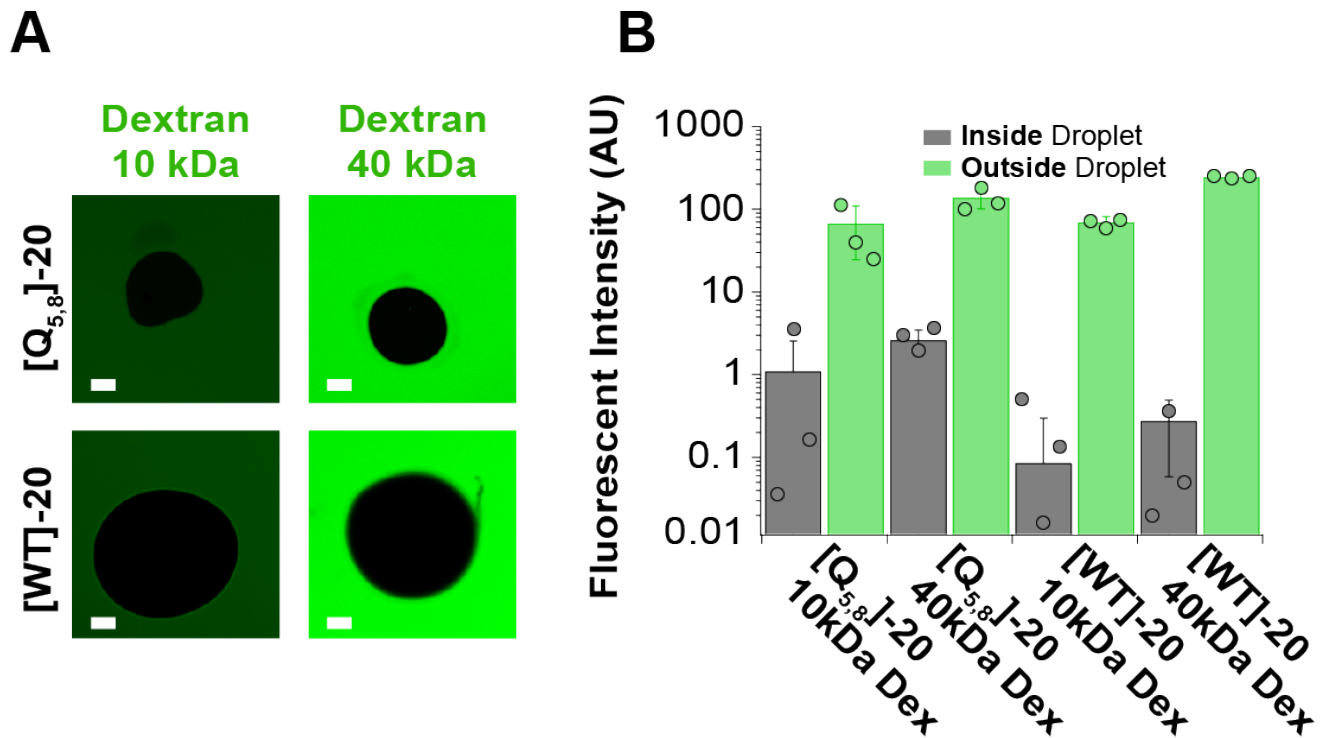 A
B
Dextran
10 kDa
Dextran
40 kDa
[Q5,8]-20
[WT]-20
Fluorescent Intensity (AU)
1000
100
10
1
0.1
0.01
Inside Droplet
Outside Droplet
[Q5,8]-20
10kDa Dex
[Q5,8]-20
40kDa Dex
[WT]-20
10kDa Dex
[WT]-20
40kDa Dex